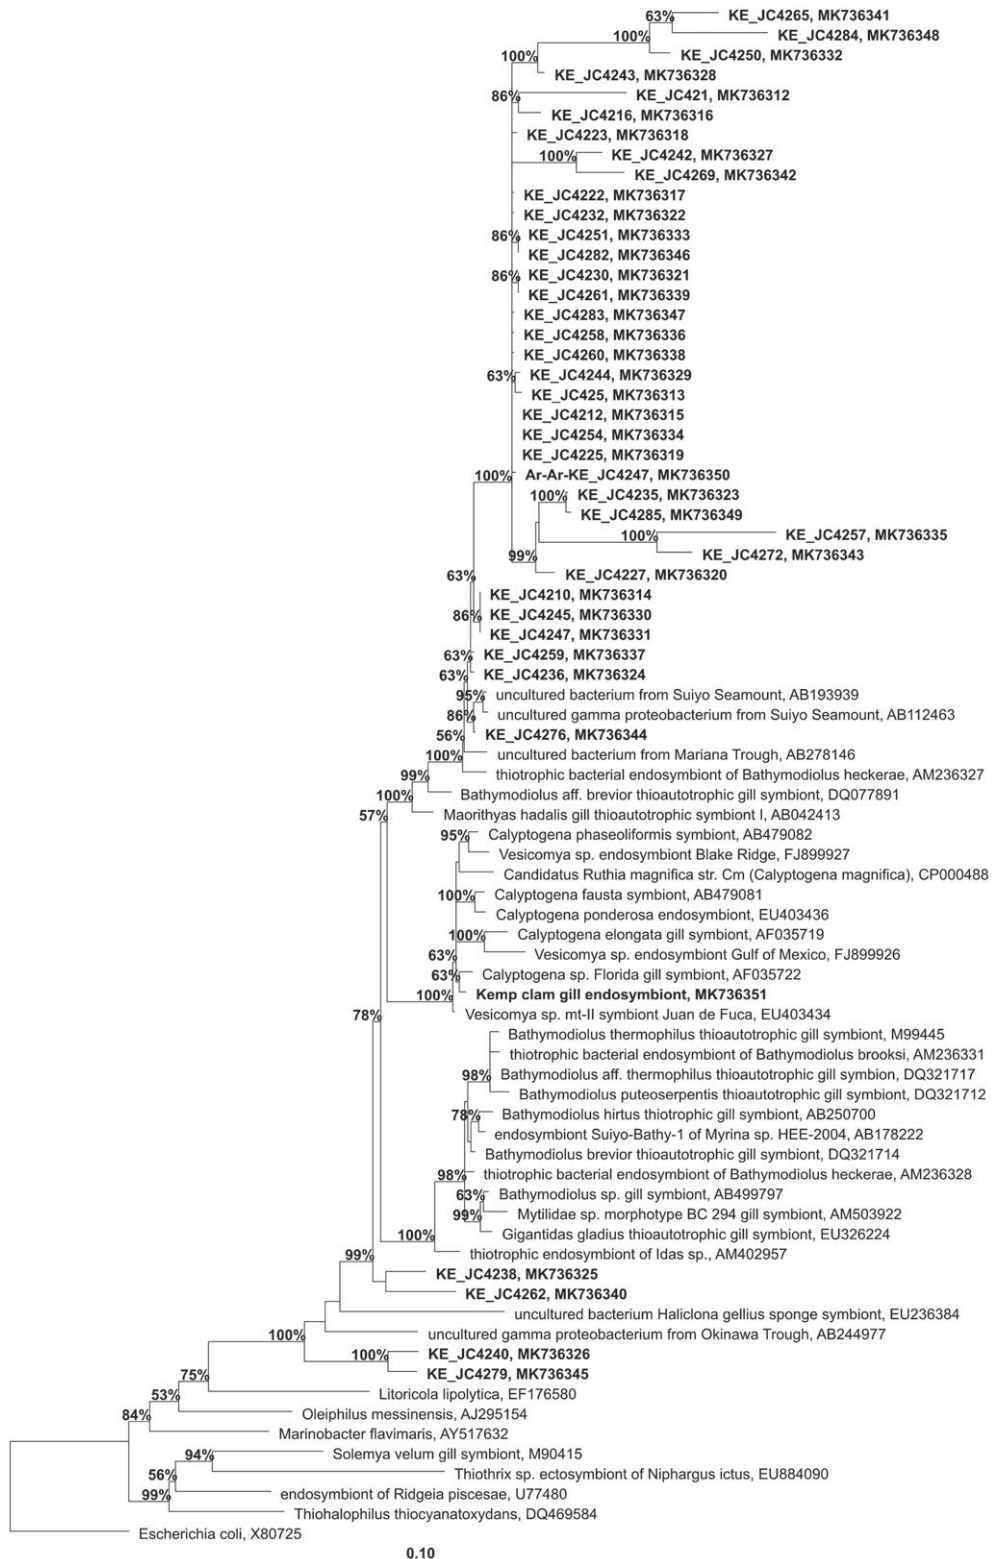 63% KE_JC4265, MK736341
100% KE_JC4284, MK736348
KE_JC4250, MK736332
100% KE_JC4243, MK736328
86% KE_JC421, MK736312
KE_JC4216, MK736316
KE_JC4223, MK736318
100% KE_JC4242, MK736327
KE_JC4269, MK736342
KE_JC4222, MK736317
KE_JC4232, MK736322
86% KE_JC4251, MK736333
KE_JC4282, MK736346
86% KE_JC4230, MK736321
KE_JC4261, MK736339
KE_JC4283, MK736347
KE_JC4258, MK736336
KE_JC4260, MK736338
63% KE_JC4244, MK736329
KE_JC425, MK736313
KE_JC4212, MK736315
KE_JC4254, MK736334
KE_JC4225, MK736319
100% Ar-Ar-KE_JC4247, MK736350
100% KE_JC4235, MK736323
KE_JC4285, MK736349
100% KE_JC4257, MK736335
99% KE_JC4272, MK736343
63% KE_JC4227, MK736320
KE_JC4210, MK736314
86% KE_JC4245, MK736330
KE_JC4247, MK736331
63% KE_JC4259, MK736337
63% KE_JC4236, MK736324
95% uncultured bacterium from Suiyo Seamount, AB193939
86% uncultured gamma proteobacterium from Suiyo Seamount, AB112463
56% KE_JC4276, MK736344
100% uncultured bacterium from Mariana Trough, AB278146
99% thiotrophic bacterial endosymbiont of Bathymodiolus heckerae, AM236327
100% Bathymodiolus aff. brevior thioautotrophic gill symbiont, DQ077891
57% Maorithyas hadalis gill thioautotrophic symbiont I, AB042413
95% Calyptogena phaseoliformis symbiont, AB479082
Vesicomya sp. endosymbiont Blake Ridge, FJ899927
Candidatus Ruthia magnifica str. Cm (Calyptogena magnifica), CP000488
100% Calyptogena fausta symbiont, AB479081
Calyptogena ponderosa endosymbiont, EU403436
100% Calyptogena elongata gill symbiont, AF035719
63% Vesicomya sp. endosymbiont Gulf of Mexico, FJ899926
63% Calyptogena sp. Florida gill symbiont, AF035722
100% Kemp clam gill endosymbiont, MK736351
78% Vesicomya sp. mt-II symbiont Juan de Fuca, EU403434
Bathymodiolus thermophilus thioautotrophic gill symbiont, M99445
thiotrophic bacterial endosymbiont of Bathymodiolus brooksi, AM236331
98% Bathymodiolus aff. thermophilus thioautotrophic gill symbion, DQ321717
Bathymodiolus puteoserpentis thioautotrophic gill symbiont, DQ321712
78% Bathymodiolus hirtus thiotrophic gill symbiont, AB250700
endosymbiont Suiyo-Bathy-1 of Myrina sp. HEE-2004, AB178222
Bathymodiolus brevior thioautotrophic gill symbiont, DQ321714
98% thiotrophic bacterial endosymbiont of Bathymodiolus heckerae, AM236328
63% Bathymodiolus sp. gill symbiont, AB499797
99% Mytilidae sp. morphotype BC 294 gill symbiont, AM503922
100% Gigantidas gladius thioautotrophic gill symbiont, EU326224
99% thiotrophic endosymbiont of Idas sp., AM402957
KE_JC4238, MK736325
KE_JC4262, MK736340
uncultured bacterium Haliclona gellius sponge symbiont, EU236384
100% uncultured gamma proteobacterium from Okinawa Trough, AB244977
100% KE_JC4240, MK736326
75% KE_JC4279, MK736345
53% Litoricola lipolytica, EF176580
84% Oleiphilus messinensis, AJ295154
Marinobacter flavimaris, AY517632
94% Solemya velum gill symbiont, M90415
56% Thiothrix sp. ectosymbiont of Niphargus ictus, EU884090
99% endosymbiont of Ridgeia piscesae, U77480
Thiohalophilus thiocyanatoxydans, DQ469584
Escherichia coli, X80725
0.10